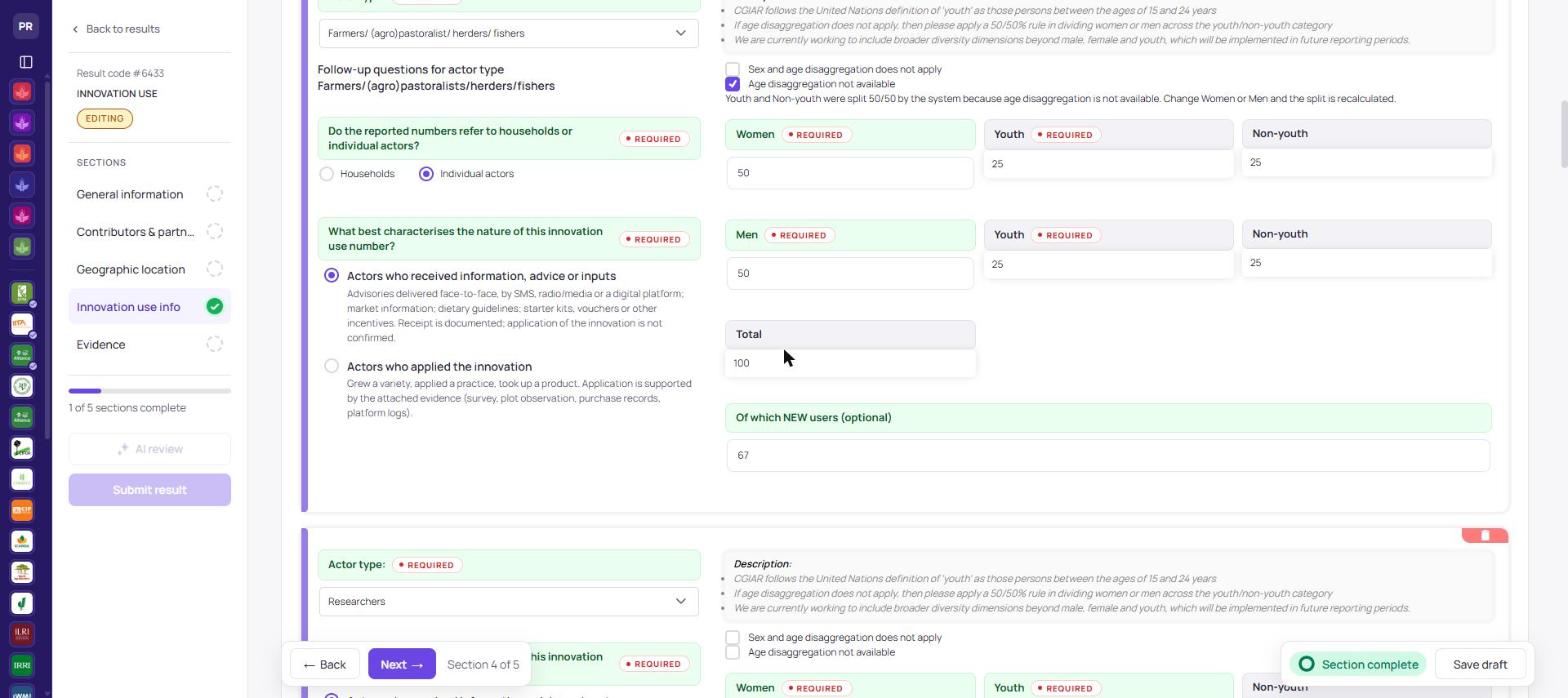 PR
Back to results
Result code #6433
INNOVATION USE
EDITING
SECTIONS
General information
Contributors & partn...
Geographic location
Innovation use info
Evidence
1 of 5 sections complete
AI review
Submit result
Farmers/ (agro)pastoralist/ herders/ fishers
Follow-up questions for actor type
Farmers/(agro)pastoralists/herders/fishers
Do the reported numbers refer to households or
individual actors?
REQUIRED
Households
Individual actors
What best characterises the nature of this innovation
use number?
REQUIRED
Actors who received information, advice or inputs
Advisories delivered face-to-face, by SMS, radio/media or a digital platform;
market information; dietary guidelines; starter kits, vouchers or other
incentives. Receipt is documented; application of the innovation is not
confirmed.
Actors who applied the innovation
Grew a variety, applied a practice, took up a product. Application is supported
by the attached evidence (survey, plot observation, purchase records,
platform logs).
CGIAR follows the United Nations definition of 'youth' as those persons between the ages of 15 and 24 years
If age disaggregation does not apply, then please apply a 50/50% rule in dividing women or men across the youth/non-youth category
We are currently working to include broader diversity dimensions beyond male, female and youth, which will be implemented in future reporting periods.
Sex and age disaggregation does not apply
Age disaggregation not available
Youth and Non-youth were split 50/50 by the system because age disaggregation is not available. Change Women or Men and the split is recalculated.
Women REQUIRED
Youth REQUIRED
Non-youth
50
25
25
Men REQUIRED
Youth REQUIRED
Non-youth
50
25
25
Total
100
Of which NEW users (optional)
67
Actor type: REQUIRED
Researchers
his innovation
REQUIRED
Description:
CGIAR follows the United Nations definition of 'youth' as those persons between the ages of 15 and 24 years
If age disaggregation does not apply, then please apply a 50/50% rule in dividing women or men across the youth/non-youth category
We are currently working to include broader diversity dimensions beyond male, female and youth, which will be implemented in future reporting periods.
Sex and age disaggregation does not apply
Age disaggregation not available
Women REQUIRED
Youth REQUIRED
Non-youth
← Back
Next →
Section 4 of 5
Section complete
Save draft
ILRI
IRRI